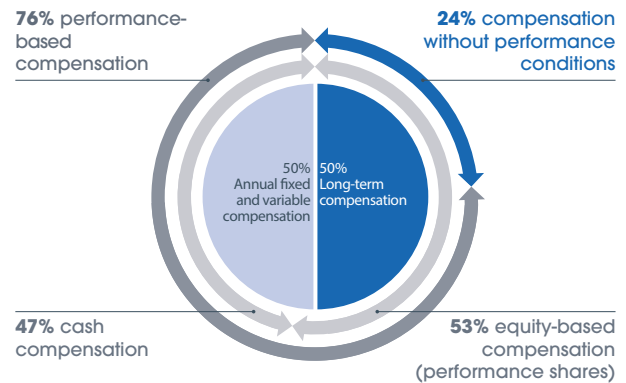 76% performance-
based
compensation
24% compensation
without performance
conditions
50%
Annual fixed
and variable
compensation
50%
Long-term
compensation
47% cash
compensation
53% equity-based
compensation
(performance shares)